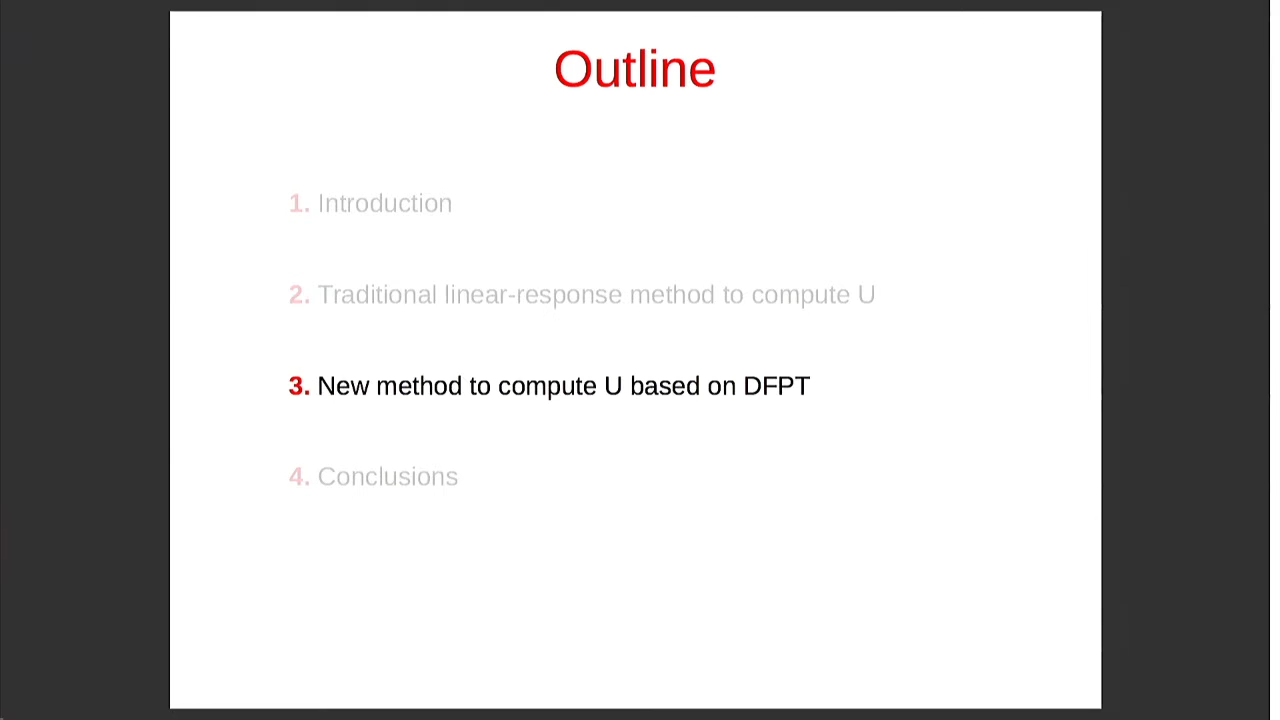 Outline
1. Introduction
2. Traditional linear-response method to compute U
3. New method to compute U based on DFPT
4. Conclusions